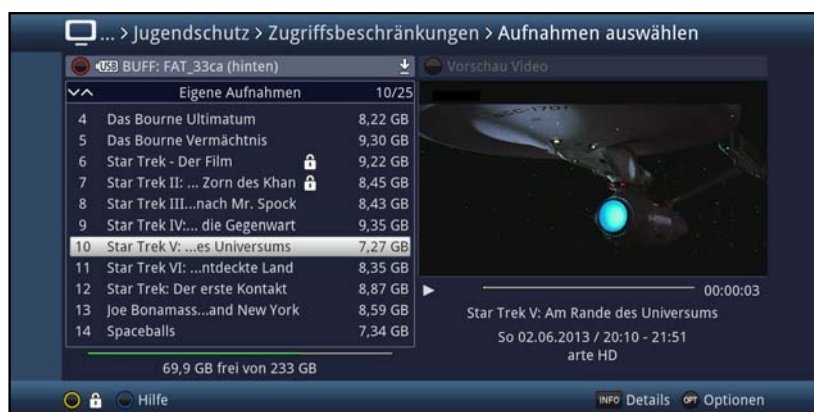 ... > Jugendschutz > Zugriffsbeschränkungen > Aufnahmen auswählen
USB BUFF: FAT_33ca (hinten)
Vorschau Video
Eigene Aufnahmen 10/25
4 Das Bourne Ultimatum 8,22 GB
5 Das Bourne Vermächtnis 9,30 GB
6 Star Trek - Der Film 9,22 GB
7 Star Trek II: ... Zorn des Khan 8,45 GB
8 Star Trek III...nach Mr. Spock 8,43 GB
9 Star Trek IV:... die Gegenwart 9,35 GB
10 Star Trek V: ...es Universums 7,27 GB
11 Star Trek VI: ...ntdeckte Land 8,35 GB
12 Star Trek: Der erste Kontakt 8,87 GB
13 Joe Bonamass...and New York 8,59 GB
14 Spaceballs 7,34 GB
69,9 GB frei von 233 GB
00:00:03
Star Trek V: Am Rande des Universums
So 02.06.2013 / 20:10 - 21:51
arte HD
Hilfe
INFO Details OPT Optionen